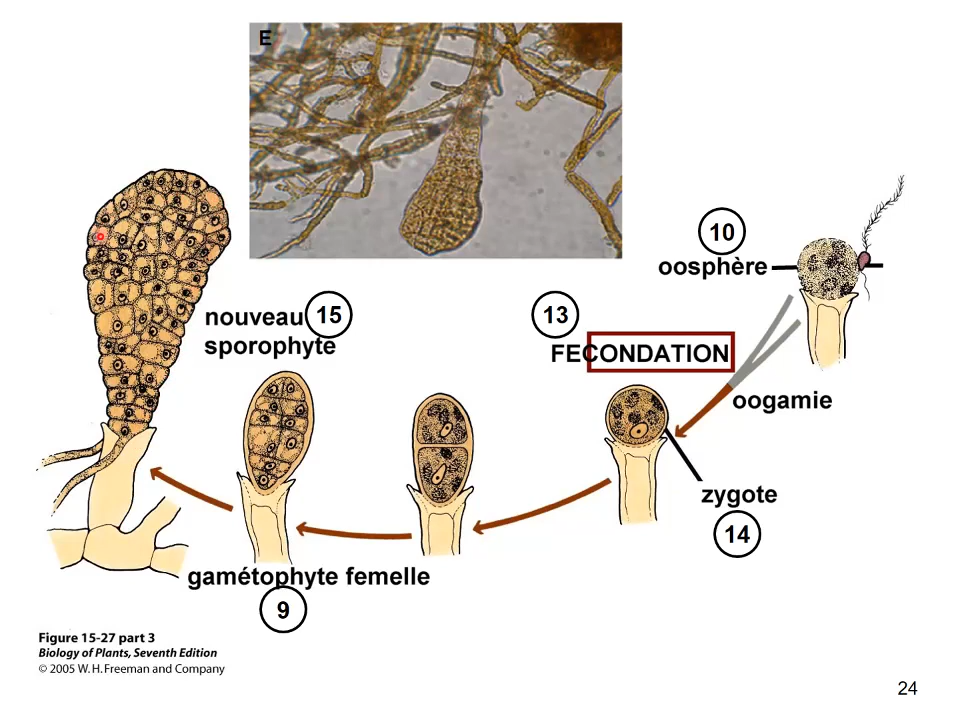 E
10
oosphère
nouveau 15
sporophyte
13
FECONDATION
oogamie
zygote
14
gamétophyte femelle
9
Figure 15-27 part 3
Biology of Plants, Seventh Edition
© 2005 W. H. Freeman and Company
24